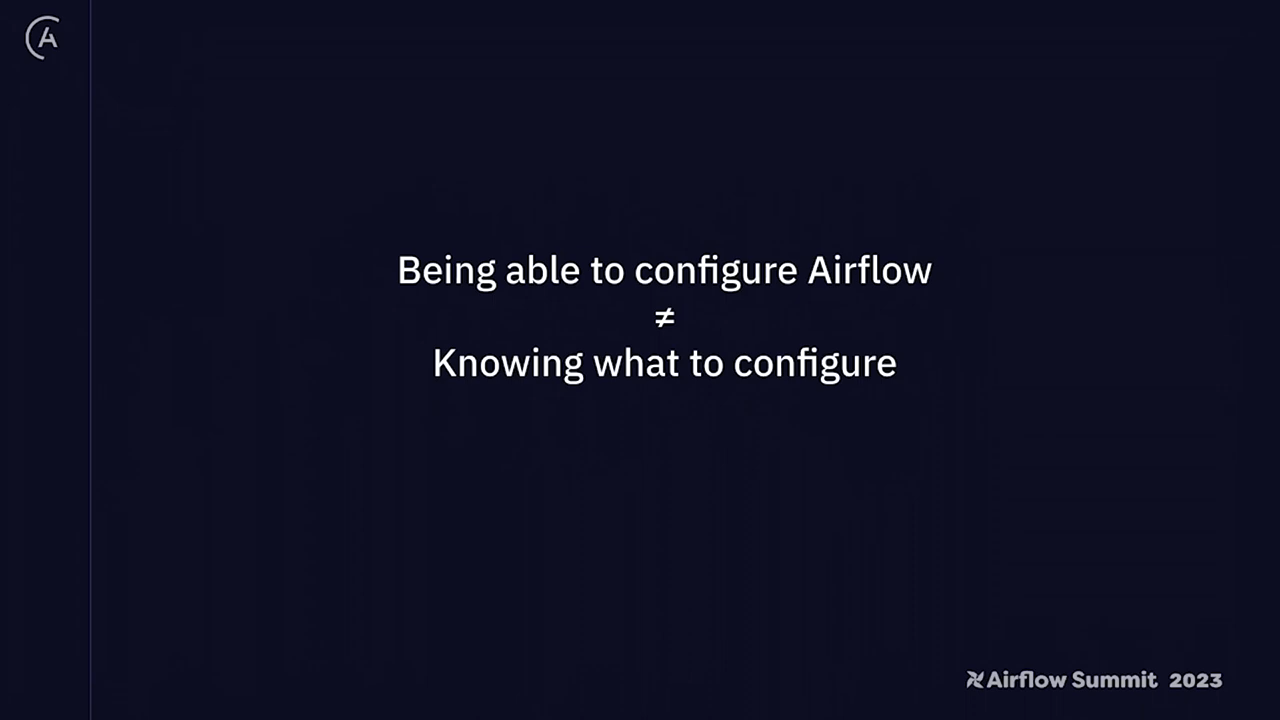 Being able to configure Airflow
≠
Knowing what to configure
Airflow Summit 2023